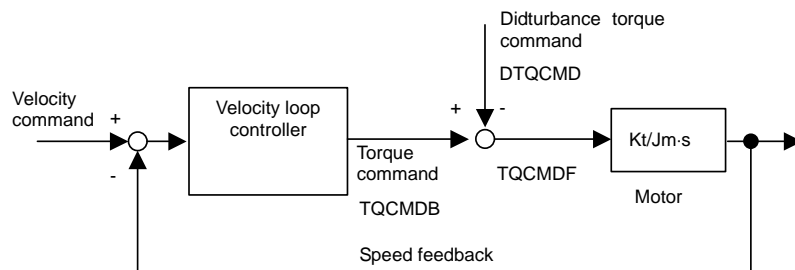 Didturbance torque
command
DTQCMD
Velocity
command
+
-
Velocity loop
controller
+
-
Torque
command
TQCMDB
TQCMDF
Kt/Jm·s
Motor
Speed feedback